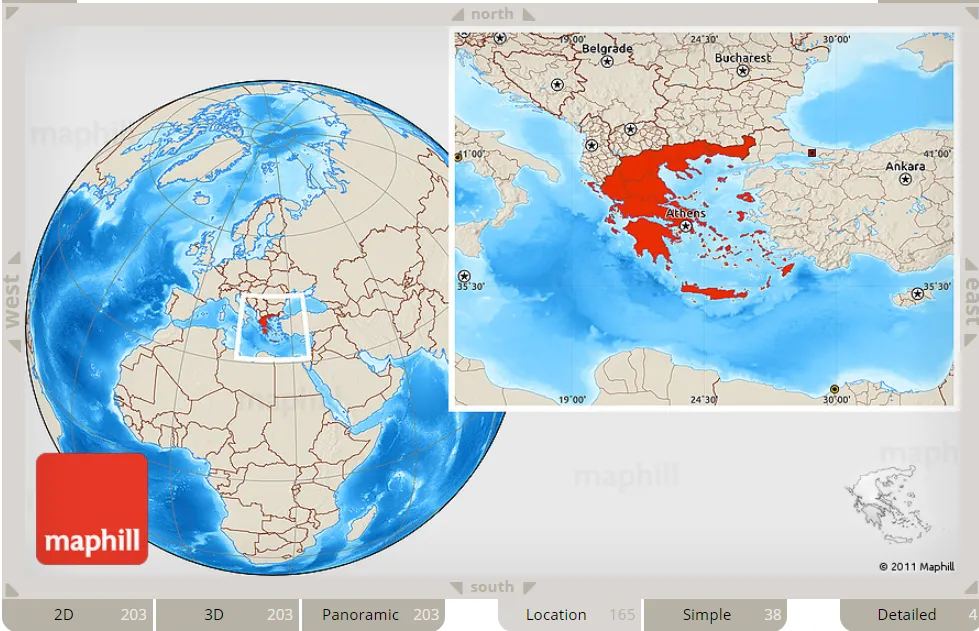 north
19°00'
24°30'
30°00'
Belgrade
Bucharest
maphill
41°00'
41°00'
Ankara
Athens
west
east
35°30'
35°30'
maphill
19°00'
24°30'
30°00'
maphill
maphill
maphill
© 2011 Maphill
south
2D 203
3D 203
Panoramic 203
Location 165
Simple 38
Detailed 4